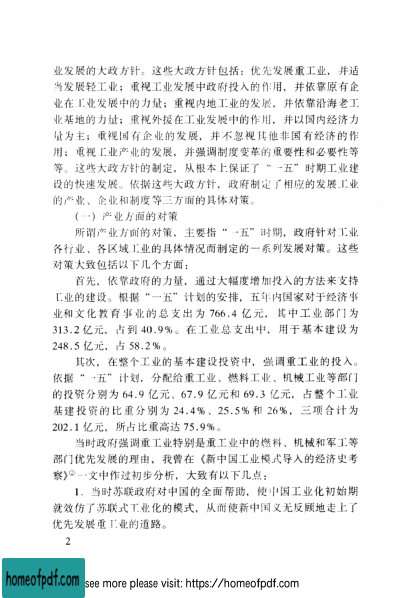 业发展的大政方针。这些大政方针包括：优先发展重工业，并适
当发展轻工业；重视工业发展中政府投入的作用，并依靠原有企
业在工业发展中的力量；重视内地工业的发展，并依靠沿海老工
业基地的力量；重视外援在工业发展中的作用，并以国内经济力
量为主；重视国有企业的发展，并不忽视其他非国有经济的作
用；重视工业产业的发展，并强调制度变革的重要性和必要性等
等。这些大政方针的制定，从根本上保证了“一五”时期工业建
设的快速发展。依据这些大政方针，政府制定了相应的发展工业
的产业、企业和制度等三方面的具体对策。
(一) 产业方面的对策
所谓产业方面的对策，主要指“一五”时期，政府针对工业
各行业、各区域工业的具体情况而制定的一系列发展对策。这些
对策大致包括以下几个方面：
首先，依靠政府的力量，通过大幅度增加投入的方法来支持
工业的建设。根据“一五”计划的安排，五年内国家对于经济事
业和文化教育事业的总支出为 766.4 亿元，其中工业部门为
313.2 亿元，占到 40.9%。在工业总支出中，用于基本建设为
248.5 亿元，占 58.2%。
其次，在整个工业的基本建设投资中，强调重工业的投入。
依据“一五”计划，分配给重工业、燃料工业、机械工业等部门
的投资分别为 64.9 亿元、67.9 亿元和 69.3 亿元，占整个工业
基建投资的比重分别为 24.4%、25.5% 和 26%，三项合计为
202.1 亿元，所占比重高达 75.9%。
当时政府强调重工业特别是重工业中的燃料、机械和军工等
部门优先发展的理由，我曾在《新中国工业模式导入的经济史考
察》一文中作过初步分析，大致有以下几点：
1. 当时苏联政府对中国的全面帮助，使中国工业化初始期
就效仿了苏联式工业化的模式，从而使新中国义无反顾地走上了
优先发展重工业的道路。
2
homeofpdf.com
see more please visit: https://homeofpdf.com